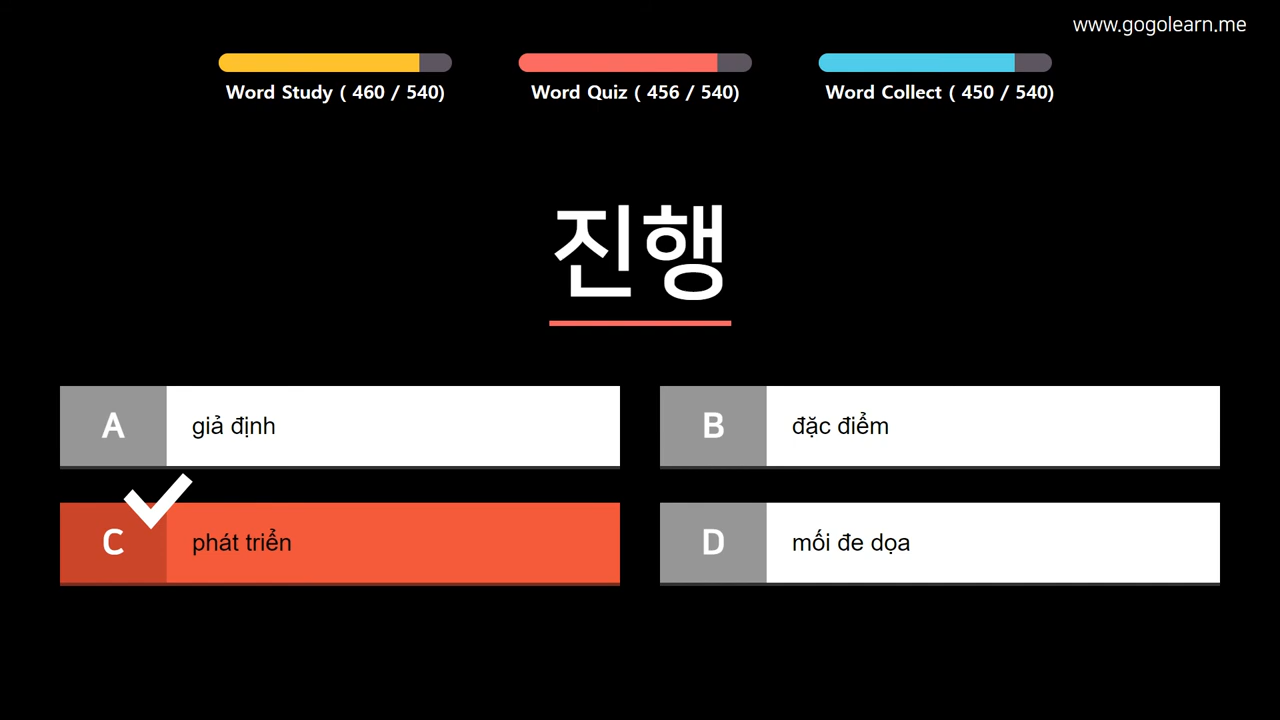 www.gogolearn.me
Word Study ( 460 / 540)
Word Quiz ( 456 / 540)
Word Collect ( 450 / 540)
진행
A
giả định
B
đặc điểm
C
phát triển
D
mối đe dọa